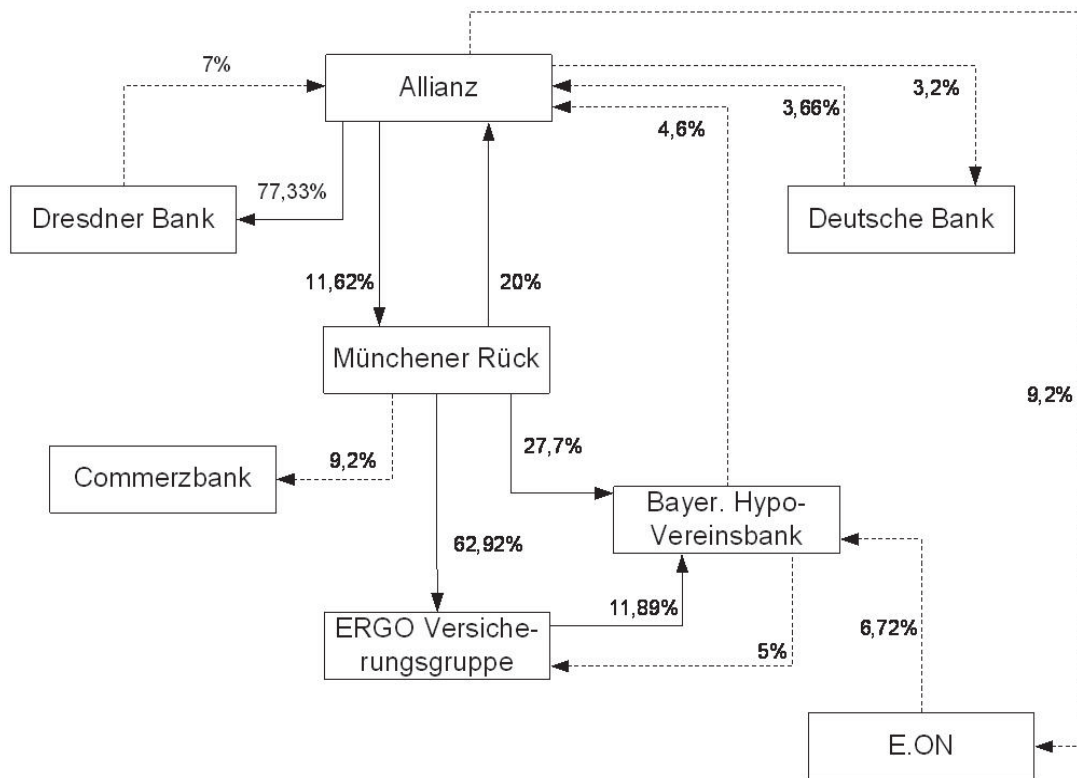 7%
Allianz
3,2%
3,66%
4,6%
77,33%
Dresdner Bank
Deutsche Bank
11,62%
20%
Münchener Rück
9,2%
27,7%
Commerzbank
9,2%
Bayer. Hypo-
Vereinsbank
62,92%
11,89%
ERGO Versiche-
rungsgruppe
6,72%
5%
E.ON